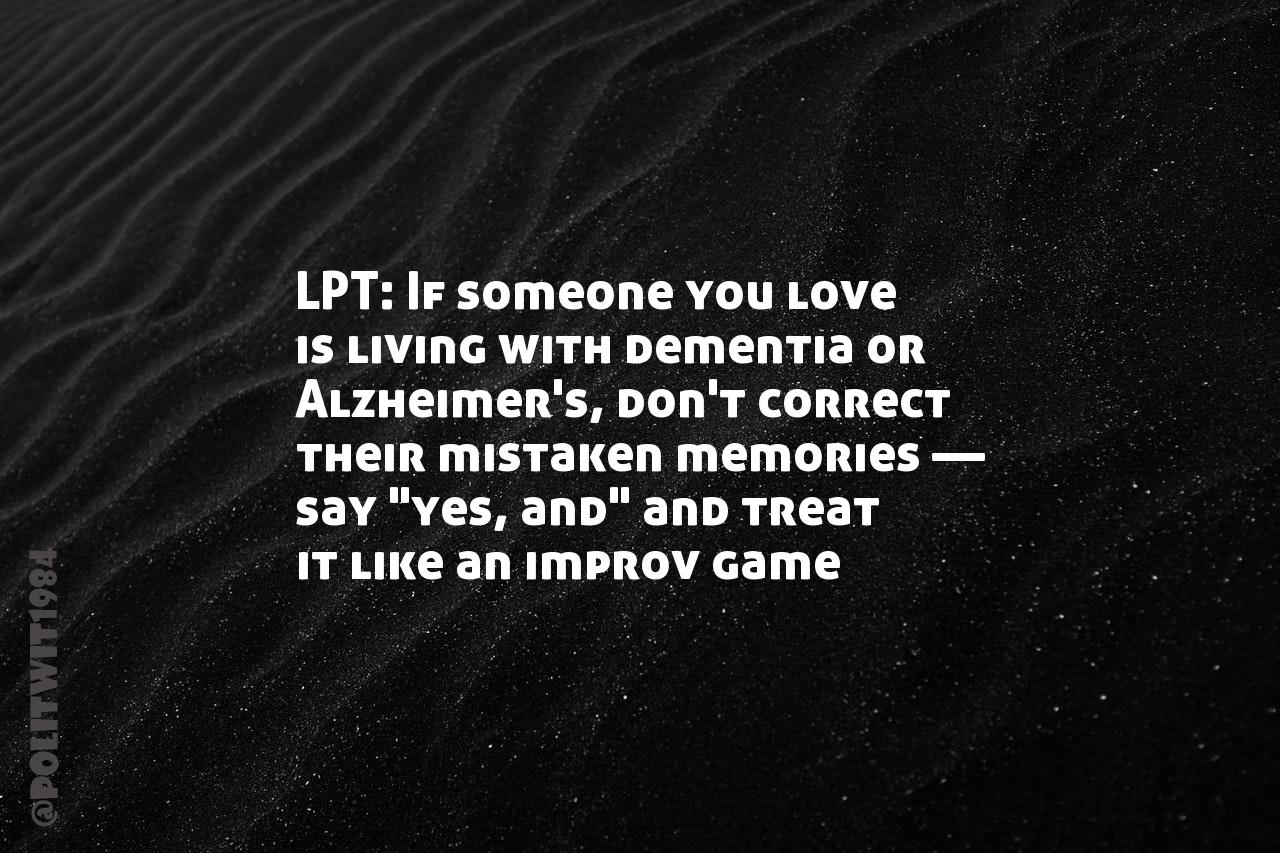 LPT: If someone you love
is living with dementia or
Alzheimer's, don't correct
their mistaken memories —
say "yes, and" and treat
it like an improv game
@POLITWIT1984